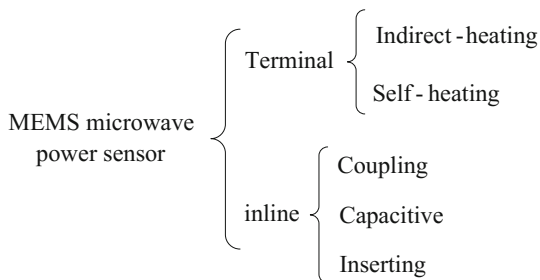 Indirect - heating
Terminal
Self - heating
MEMS microwave
power sensor
Coupling
inline
Capacitive
Inserting